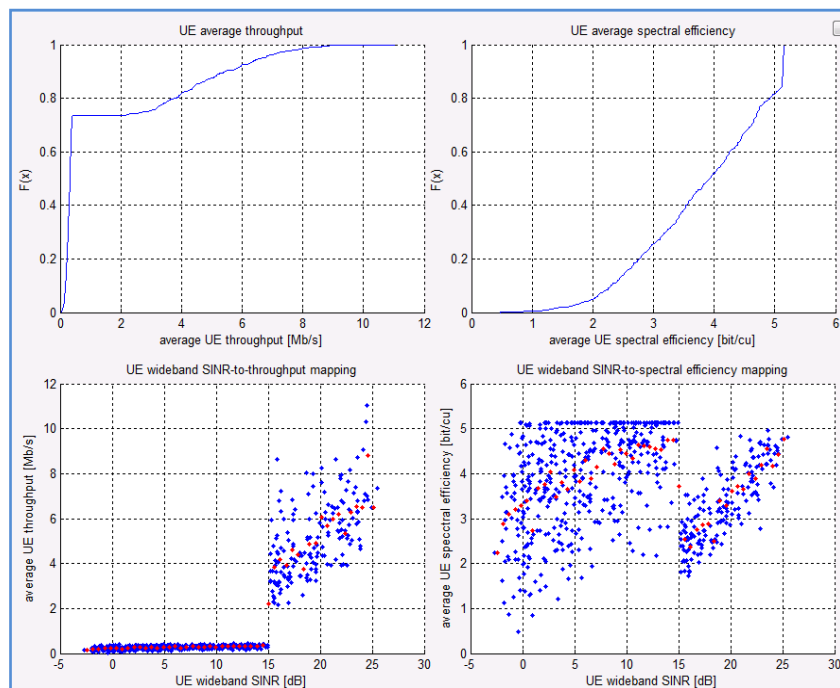 UE average throughput
1
0.8
0.6
0.4
0.2
0
F(x)
0 2 4 6 8 10 12
average UE throughput [Mb/s]
UE average spectral efficiency
1
0.8
0.6
0.4
0.2
0
F(x)
0 1 2 3 4 5 6
average UE spectral efficiency [bit/cu]
UE wideband SINR-to-throughput mapping
12
10
8
6
4
2
0
average UE throughput [Mb/s]
-5 0 5 10 15 20 25 30
UE wideband SINR [dB]
UE wideband SINR-to-spectral efficiency mapping
6
5
4
3
2
1
0
average UE specctral efficiency [bit/cu]
-5 0 5 10 15 20 25 30
UE wideband SINR [dB]